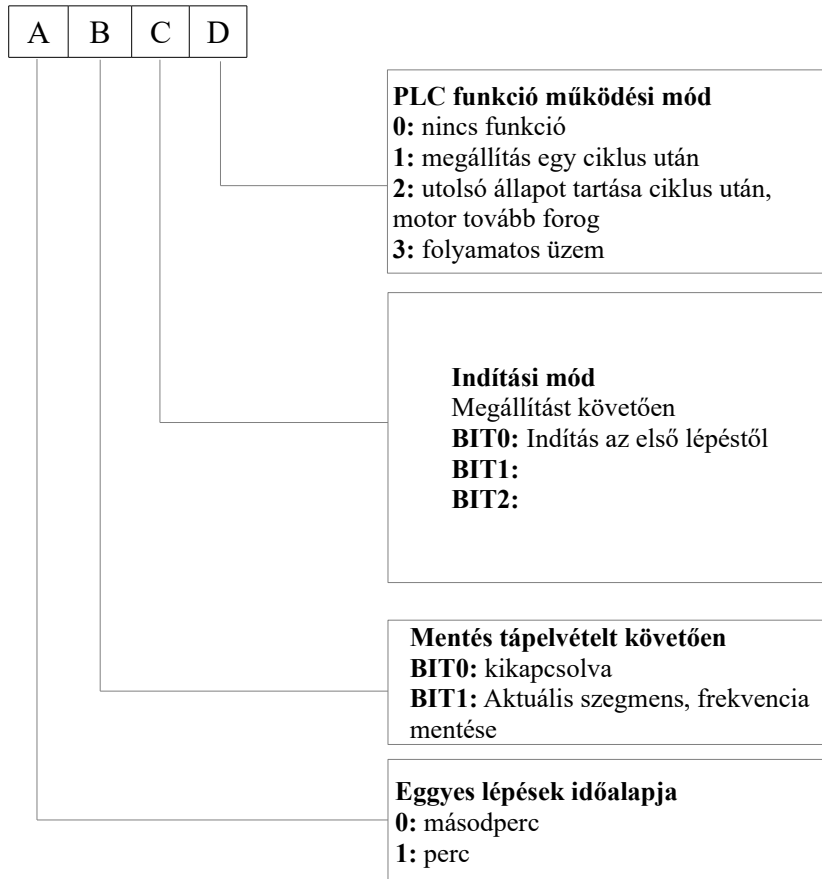 A B C D
PLC funkció működési mód
0: nincs funkció
1: megállítás egy ciklus után
2: utolsó állapot tartása ciklus után,
motor tovább forog
3: folyamatos üzem
Indítási mód
Megállítást követően
BIT0: Indítás az első lépéstől
BIT1:
BIT2:
Mentés tápelvételt követően
BIT0: kikapcsolva
BIT1: Aktuális szegmens, frekvencia
mentése
Eggyes lépések időalapja
0: másodperc
1: perc